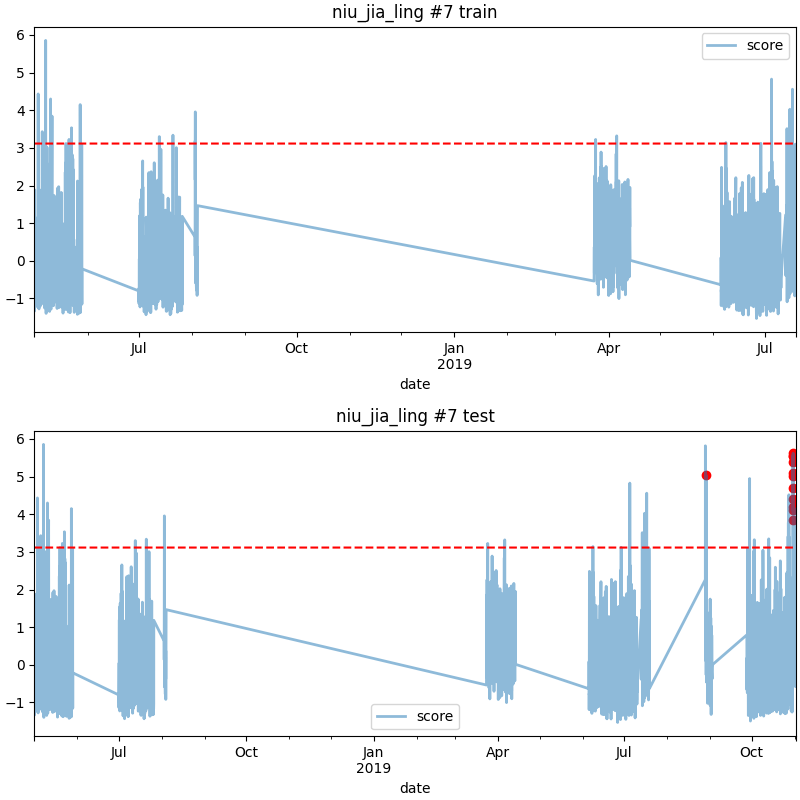 niu_jia_ling #7 train
6
5
4
3
2
1
0
−1
score
Jul
Oct
Jan
2019
Apr
Jul
date
niu_jia_ling #7 test
6
5
4
3
2
1
0
−1
score
Jul
Oct
Jan
2019
Apr
Jul
Oct
date